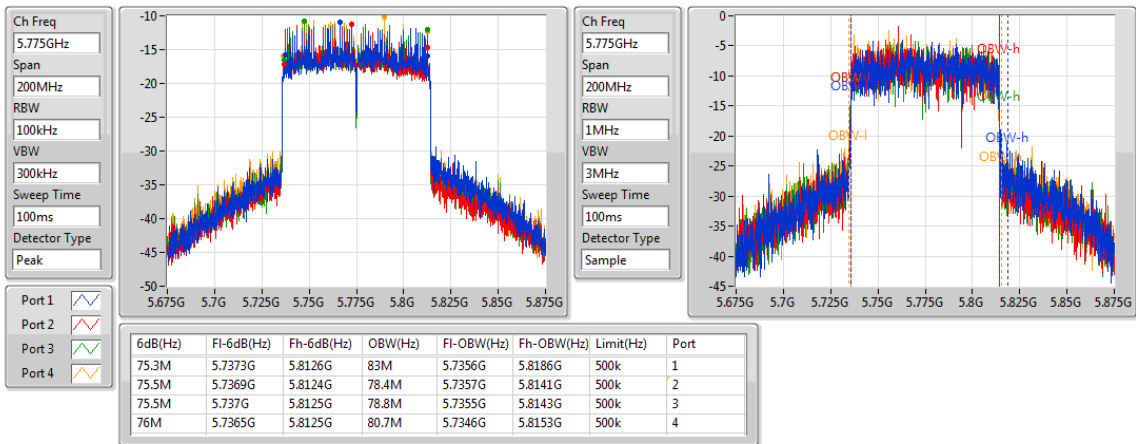 Ch Freq
5.775GHz
Span
200MHz
RBW
100kHz
VBW
300kHz
Sweep Time
100ms
Detector Type
Peak
-10
-15
-20
-25
-30
-35
-40
-45
-50
5.675G 5.7G 5.725G 5.75G 5.775G 5.8G 5.825G 5.85G 5.875G
Ch Freq
5.775GHz
Span
200MHz
RBW
1MHz
VBW
3MHz
Sweep Time
100ms
Detector Type
Sample
0
-5
-10
-15
-20
-25
-30
-35
-40
-45
OBW-h
OBW-h
OBW-l
OBW-h
5.675G 5.7G 5.725G 5.75G 5.775G 5.8G 5.825G 5.85G 5.875G
Port 1
Port 2
Port 3
Port 4
6dB(Hz) Fl-6dB(Hz) Fh-6dB(Hz) OBW(Hz) Fl-OBW(Hz) Fh-OBW(Hz) Limit(Hz) Port
75.3M 5.7373G 5.8126G 83M 5.7356G 5.8186G 500k 1
75.5M 5.7369G 5.8124G 78.4M 5.7357G 5.8141G 500k 2
75.5M 5.737G 5.8125G 78.8M 5.7355G 5.8143G 500k 3
76M 5.7365G 5.8125G 80.7M 5.7346G 5.8153G 500k 4